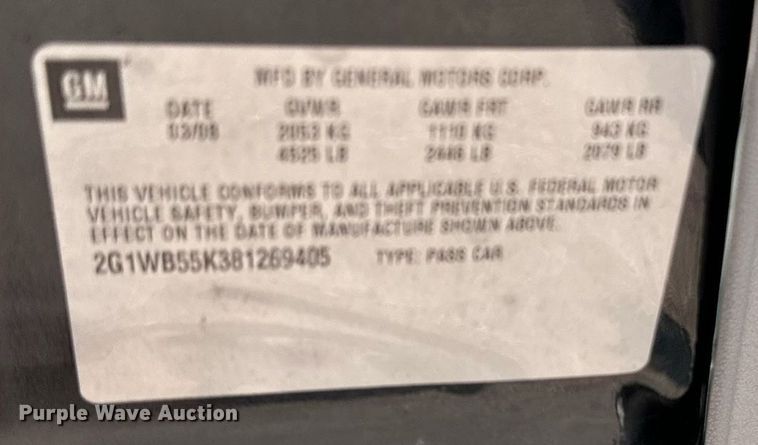 GM
MFD BY GENERAL MOTORS CORP.
DATE GVWR GAWR FRT GAWR RR
03/08 2053 KG 1110 KG 943 KG
4525 LB 2446 LB 2079 LB
THIS VEHICLE CONFORMS TO ALL APPLICABLE U.S. FEDERAL MOTOR
VEHICLE SAFETY, BUMPER, AND THEFT PREVENTION STANDARDS IN
EFFECT ON THE DATE OF MANUFACTURE SHOWN ABOVE.
2G1WB55K381269405 TYPE: PASS CAR
Purple Wave Auction